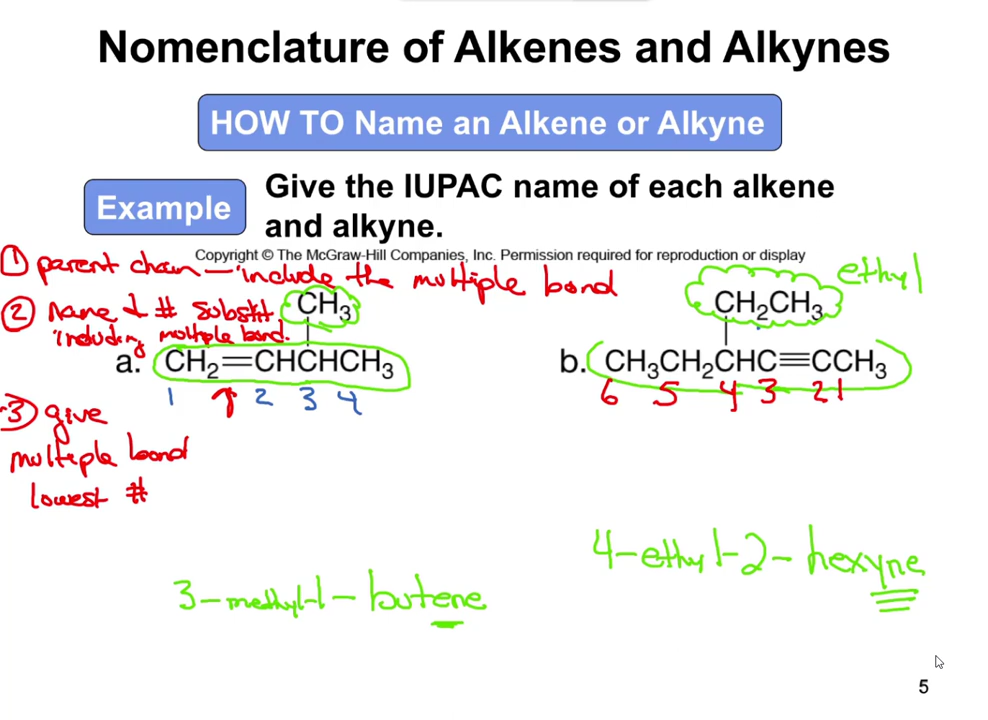 Nomenclature of Alkenes and Alkynes
HOW TO Name an Alkene or Alkyne
Example
Give the IUPAC name of each alkene
and alkyne.
Copyright © The McGraw-Hill Companies, Inc. Permission required for reproduction or display
① parent chain – include the multiple bond
② Name & # subst.
including multiple bond.
CH₃
a. CH₂=CHCHCH₃
1 2 3 4
③ give
multiple bond
lowest #
3-methyl-1-butene
ethyl
CH₂CH₃
b. CH₃CH₂CHC≡CCH₃
6 5 4 3 2 1
4-ethyl-2-hexyne
5